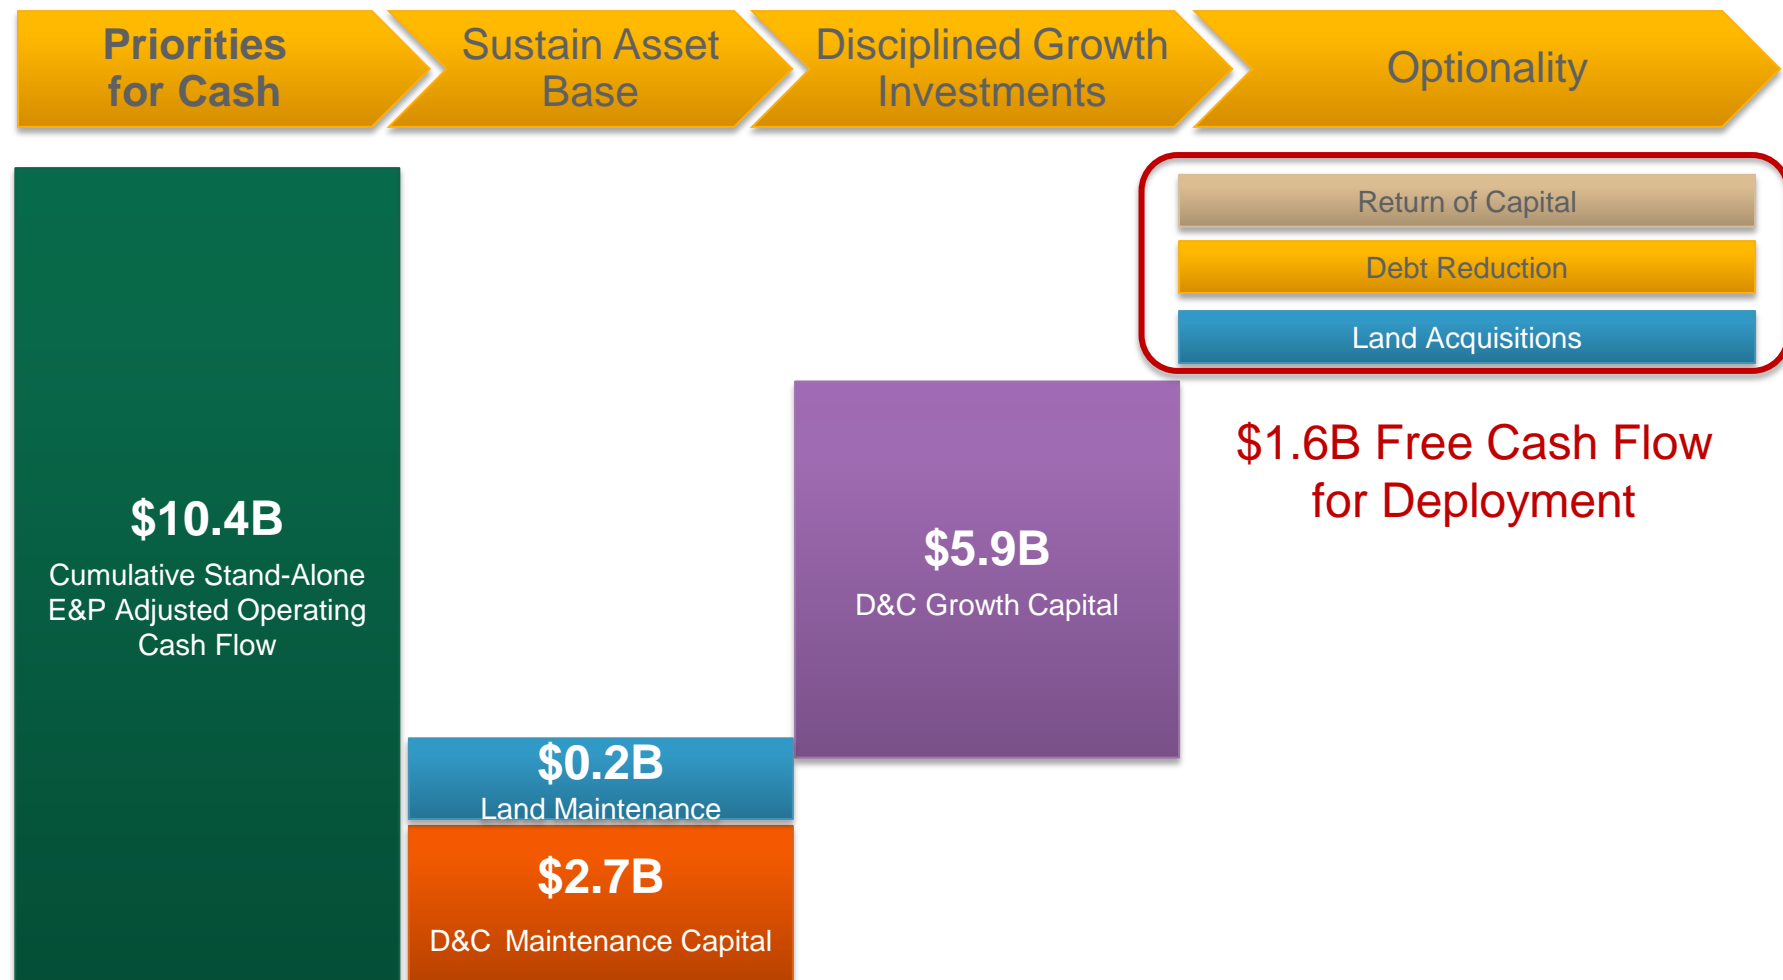 Priorities
for Cash
Sustain Asset
Base
Disciplined Growth
Investments
Optionality
Return of Capital
Debt Reduction
Land Acquisitions
$1.6B Free Cash Flow
for Deployment
$10.4B
Cumulative Stand-Alone
E&P Adjusted Operating
Cash Flow
$5.9B
D&C Growth Capital
$0.2B
Land Maintenance
$2.7B
D&C Maintenance Capital